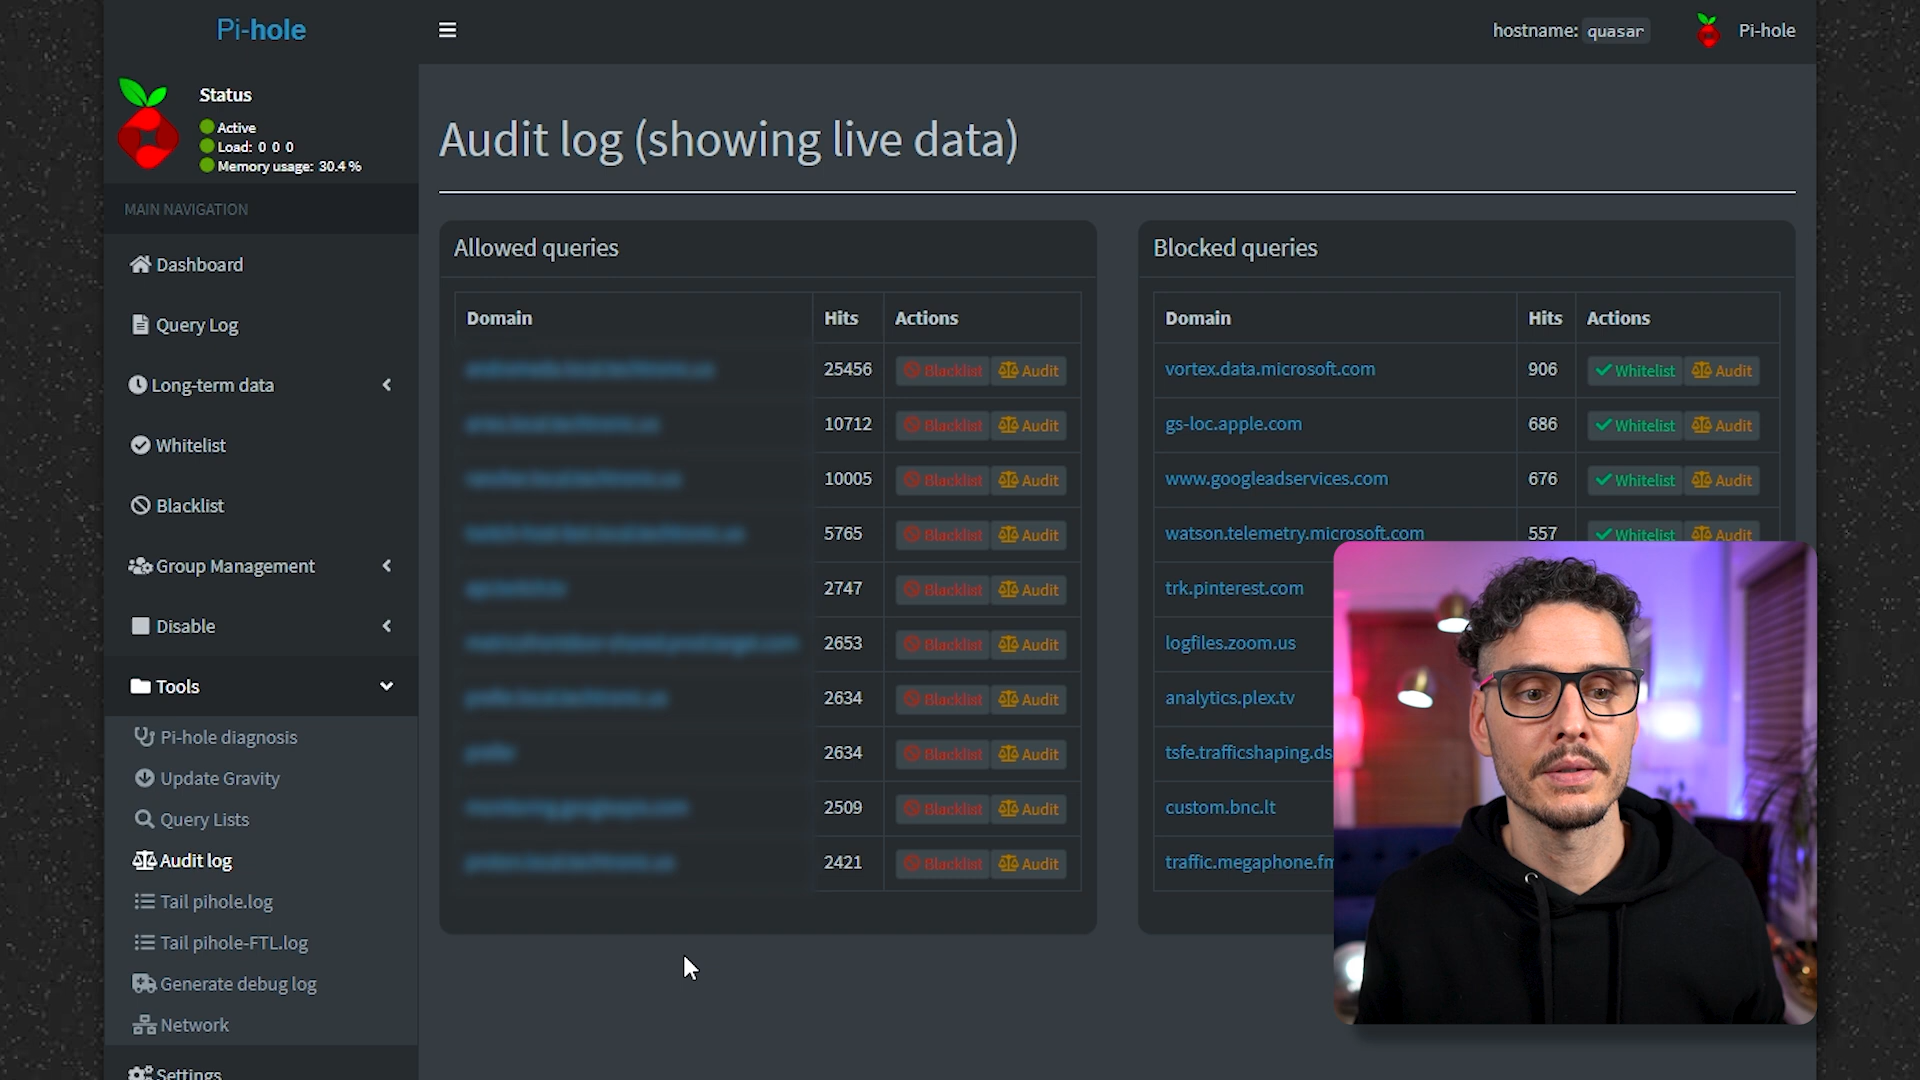 Pi-hole
hostname: quasar
Pi-hole
Status
Active
Load: 0 0 0
Memory usage: 30.4 %
MAIN NAVIGATION
Dashboard
Query Log
Long-term data
Whitelist
Blacklist
Group Management
Disable
Tools
Pi-hole diagnosis
Update Gravity
Query Lists
Audit log
Tail pihole.log
Tail pihole-FTL.log
Generate debug log
Network
Settings
Audit log (showing live data)
Allowed queries
Domain Hits Actions
25456 Blacklist Audit
10712 Blacklist Audit
10005 Blacklist Audit
5765 Blacklist Audit
2747 Blacklist Audit
2653 Blacklist Audit
2634 Blacklist Audit
2634 Blacklist Audit
2509 Blacklist Audit
2421 Blacklist Audit
Blocked queries
Domain Hits Actions
vortex.data.microsoft.com 906 Whitelist Audit
gs-loc.apple.com 686 Whitelist Audit
www.googleadservices.com 676 Whitelist Audit
watson.telemetry.microsoft.com 557 Whitelist Audit
trk.pinterest.com
logfiles.zoom.us
analytics.plex.tv
tsfe.trafficshaping.ds
custom.bnc.lt
traffic.megaphone.fm